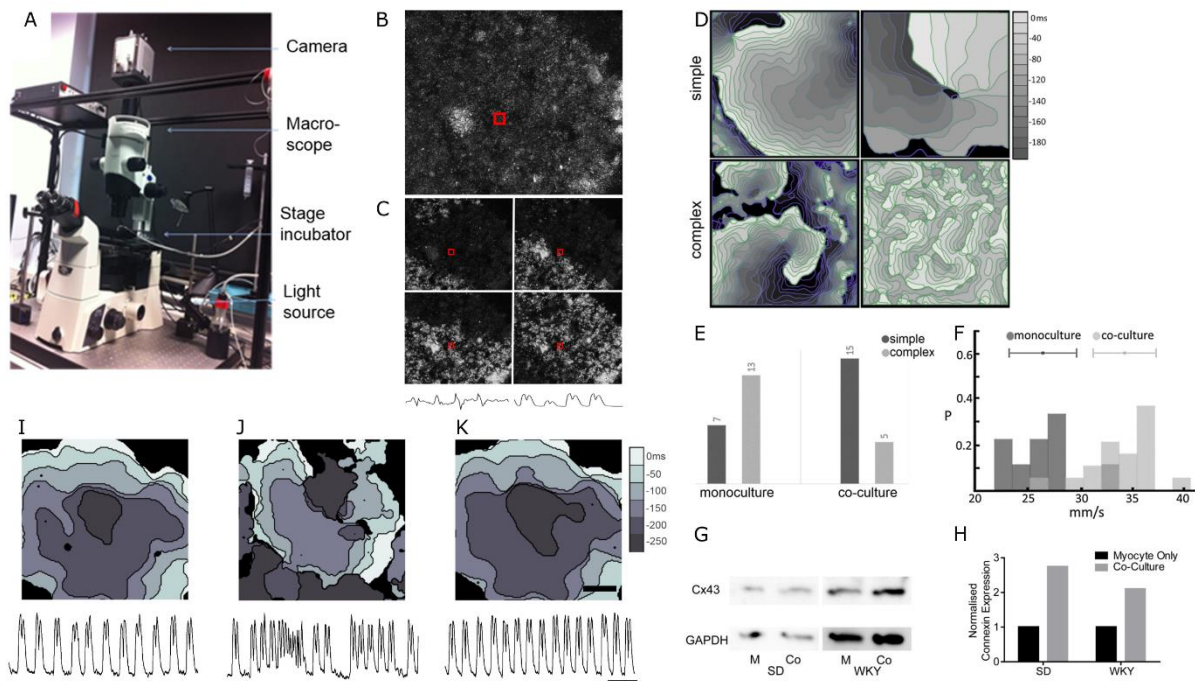 A
Camera
Macro-
scope
Stage
incubator
Light
source
B
C
D
simple
complex
0ms
-20
-40
-60
-80
-100
-120
-140
-160
-180
E
simple
complex
7
13
15
5
monoculture
co-culture
F
monoculture
co-culture
0.6
0.4
0.2
P
20
25
30
35
40
mm/s
I
J
K
0ms
-50
-100
-150
-200
-250
G
Cx43
GAPDH
M Co M Co
SD WKY
H
Myocyte Only
Co-Culture
Normalised
Connexin Expression
3
2
1
0
SD
WKY